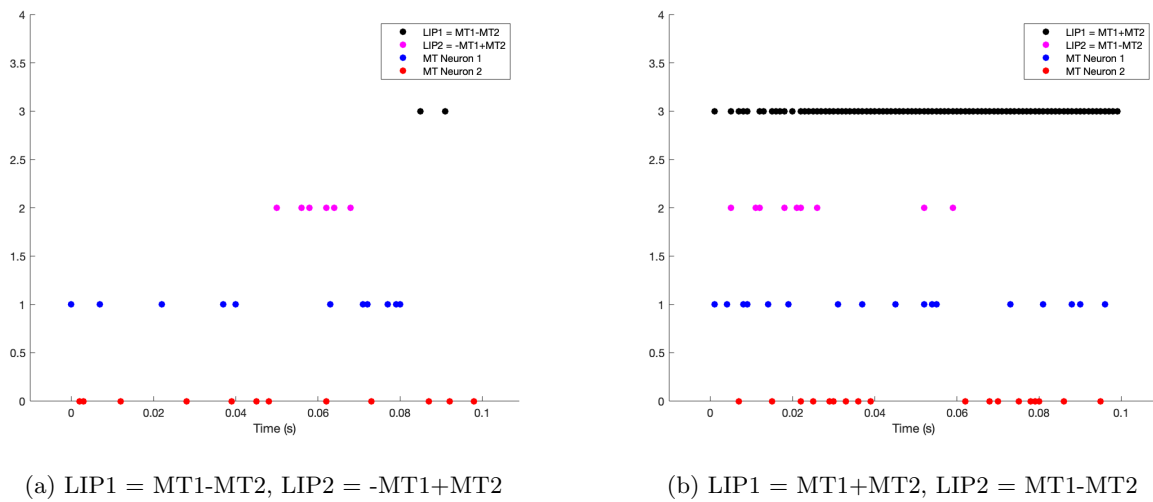 4
3.5
3
2.5
2
1.5
1
0.5
0
0 0.02 0.04 0.06 0.08 0.1
Time (s)
LIP1 = MT1-MT2
LIP2 = -MT1+MT2
MT Neuron 1
MT Neuron 2
(a) LIP1 = MT1-MT2, LIP2 = -MT1+MT2
4
3.5
3
2.5
2
1.5
1
0.5
0
0 0.02 0.04 0.06 0.08 0.1
Time (s)
LIP1 = MT1+MT2
LIP2 = MT1-MT2
MT Neuron 1
MT Neuron 2
(b) LIP1 = MT1+MT2, LIP2 = MT1-MT2